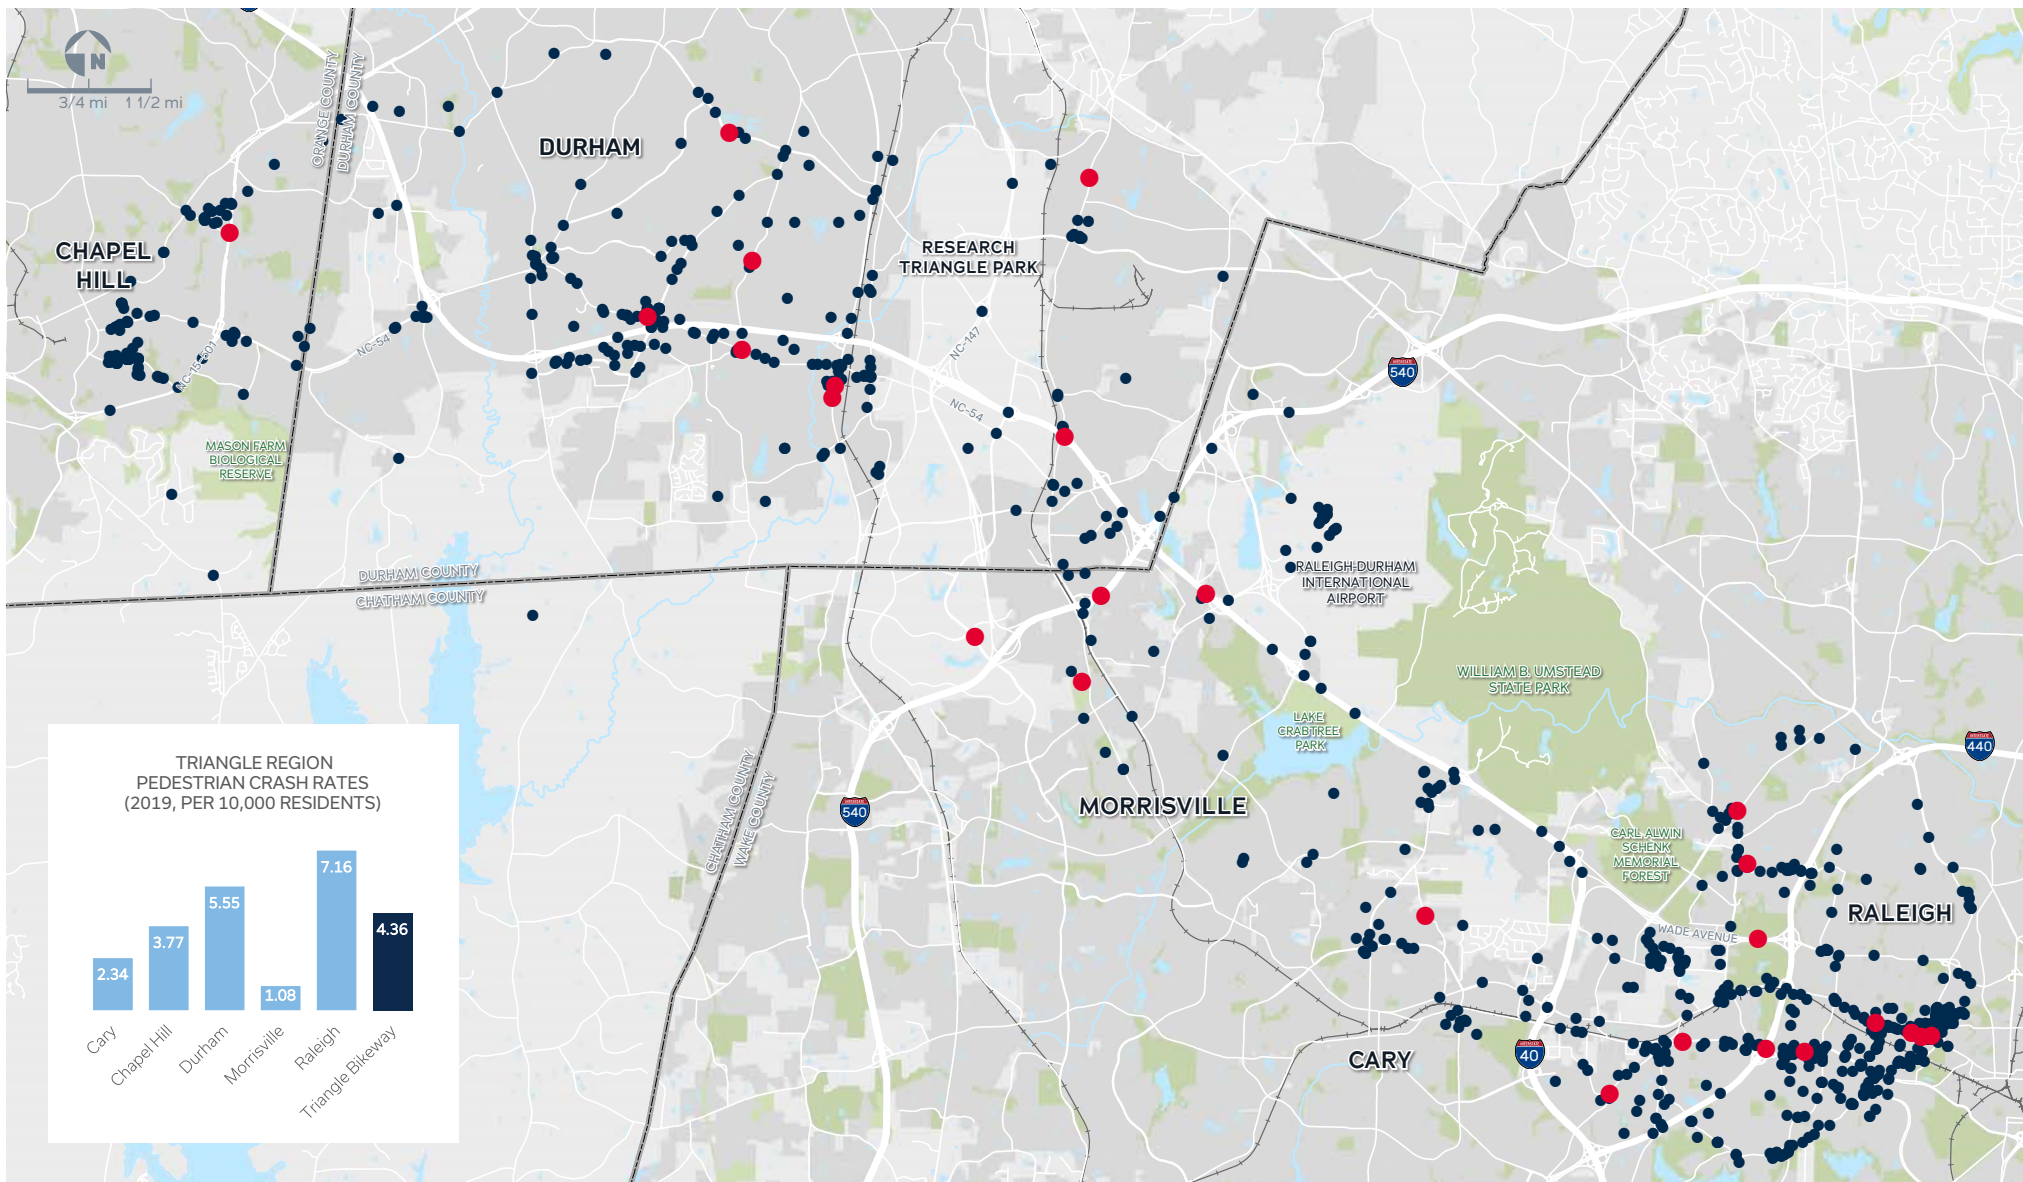 N
3/4 mi 1 1/2 mi
ORANGE COUNTY
DURHAM COUNTY
DURHAM
CHAPEL
HILL
RESEARCH
TRIANGLE PARK
NC-147
NC-54
NC-54
NC-15-501
540
MASON FARM
BIOLOGICAL
RESERVE
DURHAM COUNTY
CHATHAM COUNTY
RALEIGH-DURHAM
INTERNATIONAL
AIRPORT
WILLIAM B. UMSTEAD
STATE PARK
LAKE
CRABTREE
PARK
440
CHATHAM COUNTY
WAKE COUNTY
540
MORRISVILLE
CARL ALWIN
SCHENK
MEMORIAL
FOREST
RALEIGH
WADE AVENUE
CARY
40
TRIANGLE REGION
PEDESTRIAN CRASH RATES
(2019, PER 10,000 RESIDENTS)
2.34
3.77
5.55
1.08
7.16
4.36
Cary
Chapel Hill
Durham
Morrisville
Raleigh
Triangle Bikeway